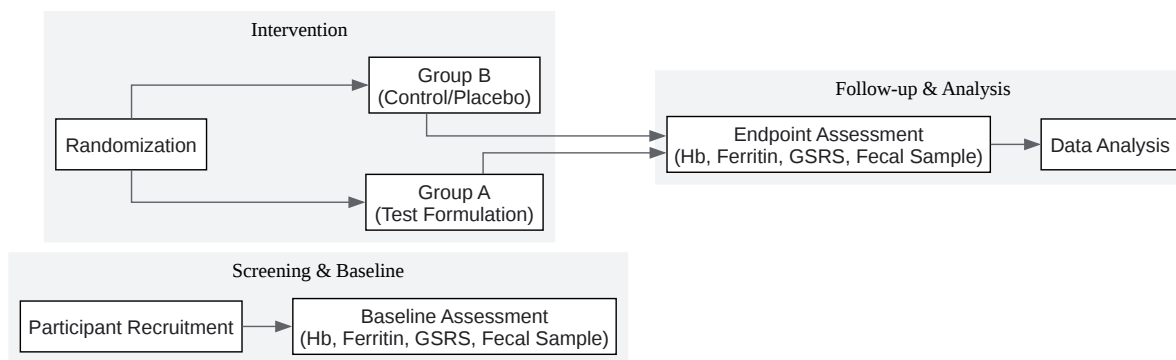 Intervention
Group B
(Control/Placebo)
Randomization
Group A
(Test Formulation)
Follow-up & Analysis
Endpoint Assessment
(Hb, Ferritin, GSRS, Fecal Sample)
Data Analysis
Screening & Baseline
Participant Recruitment
Baseline Assessment
(Hb, Ferritin, GSRS, Fecal Sample)